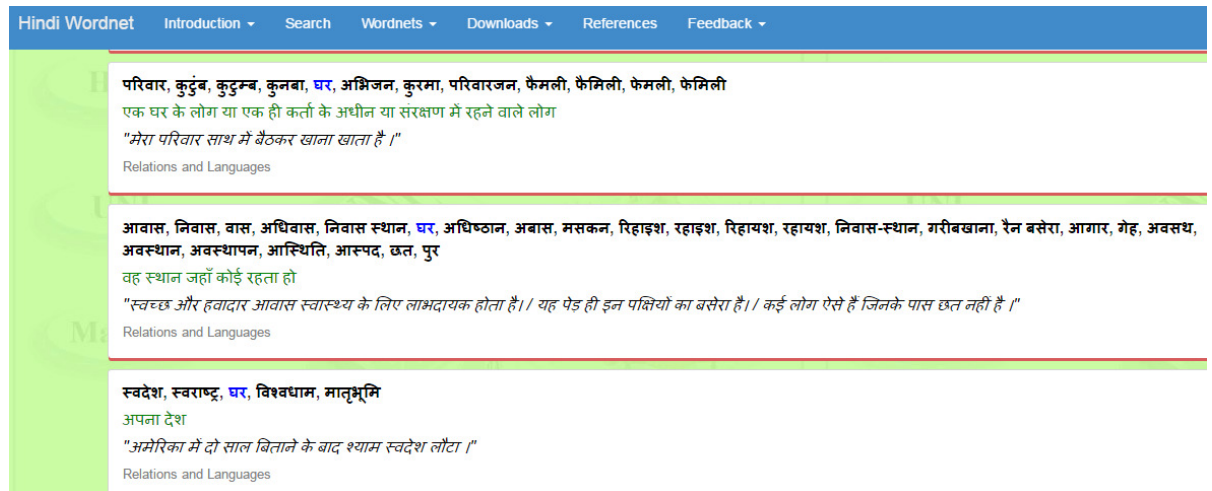 Hindi Wordnet Introduction Search Wordnets Downloads References Feedback
परिवार, कुटुंब, कुटुम्ब, कुनबा, घर, अभिजन, कुरमा, परिवारजन, फैमली, फैमिली, फेमली, फेमिली
एक घर के लोग या एक ही कर्ता के अधीन या संरक्षण में रहने वाले लोग
"मेरा परिवार साथ में बैठकर खाना खाता है ।"
Relations and Languages
आवास, निवास, वास, अधिवास, निवास स्थान, घर, अधिष्ठान, अबास, मसकन, रिहाइश, रहाइश, रिहायश, रहायश, निवास-स्थान, गरीबखाना, रैन बसेरा, आगार, गेह, अवसथ,
अवस्थान, अवस्थापन, आस्थिति, आस्पद, छत, पुर
वह स्थान जहाँ कोई रहता हो
"स्वच्छ और हवादार आवास स्वास्थ्य के लिए लाभदायक होता है। / यह पेड़ ही इन पक्षियों का बसेरा है। / कई लोग ऐसे हैं जिनके पास छत नहीं है ।"
Relations and Languages
स्वदेश, स्वराष्ट्र, घर, विश्वधाम, मातृभूमि
अपना देश
"अमेरिका में दो साल बिताने के बाद श्याम स्वदेश लौटा ।"
Relations and Languages